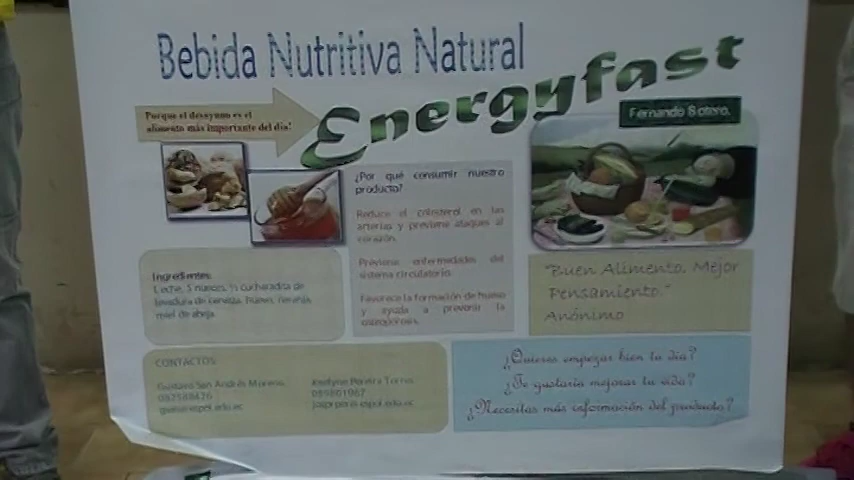 Bebida Nutritiva Natural
Energyfast
Porque el desayuno es el
alimento más importante del día!
Fernando Botero.
¿Por qué consumir nuestro
producto?
Reduce el colesterol en las
arterias y previene ataques al
corazón.
Previene enfermedades del
sistema circulatorio.
Favorece la formación de hueso
y ayuda a prevenir la
osteoporosis.
Ingredientes:
Leche, 3 nueces, ½ cucharadita de
levadura de cerveza, huevo,
miel de abeja.
"Buen Alimento, Mejor
Pensamiento."
Anónimo
CONTACTOS:
Gustavo San Andrés Moreno
Joselyne Pereira Torres
¿Quieres empezar bien tu día?
¿Te gustaría mejorar tu vida?
¿Necesitas más información del producto?